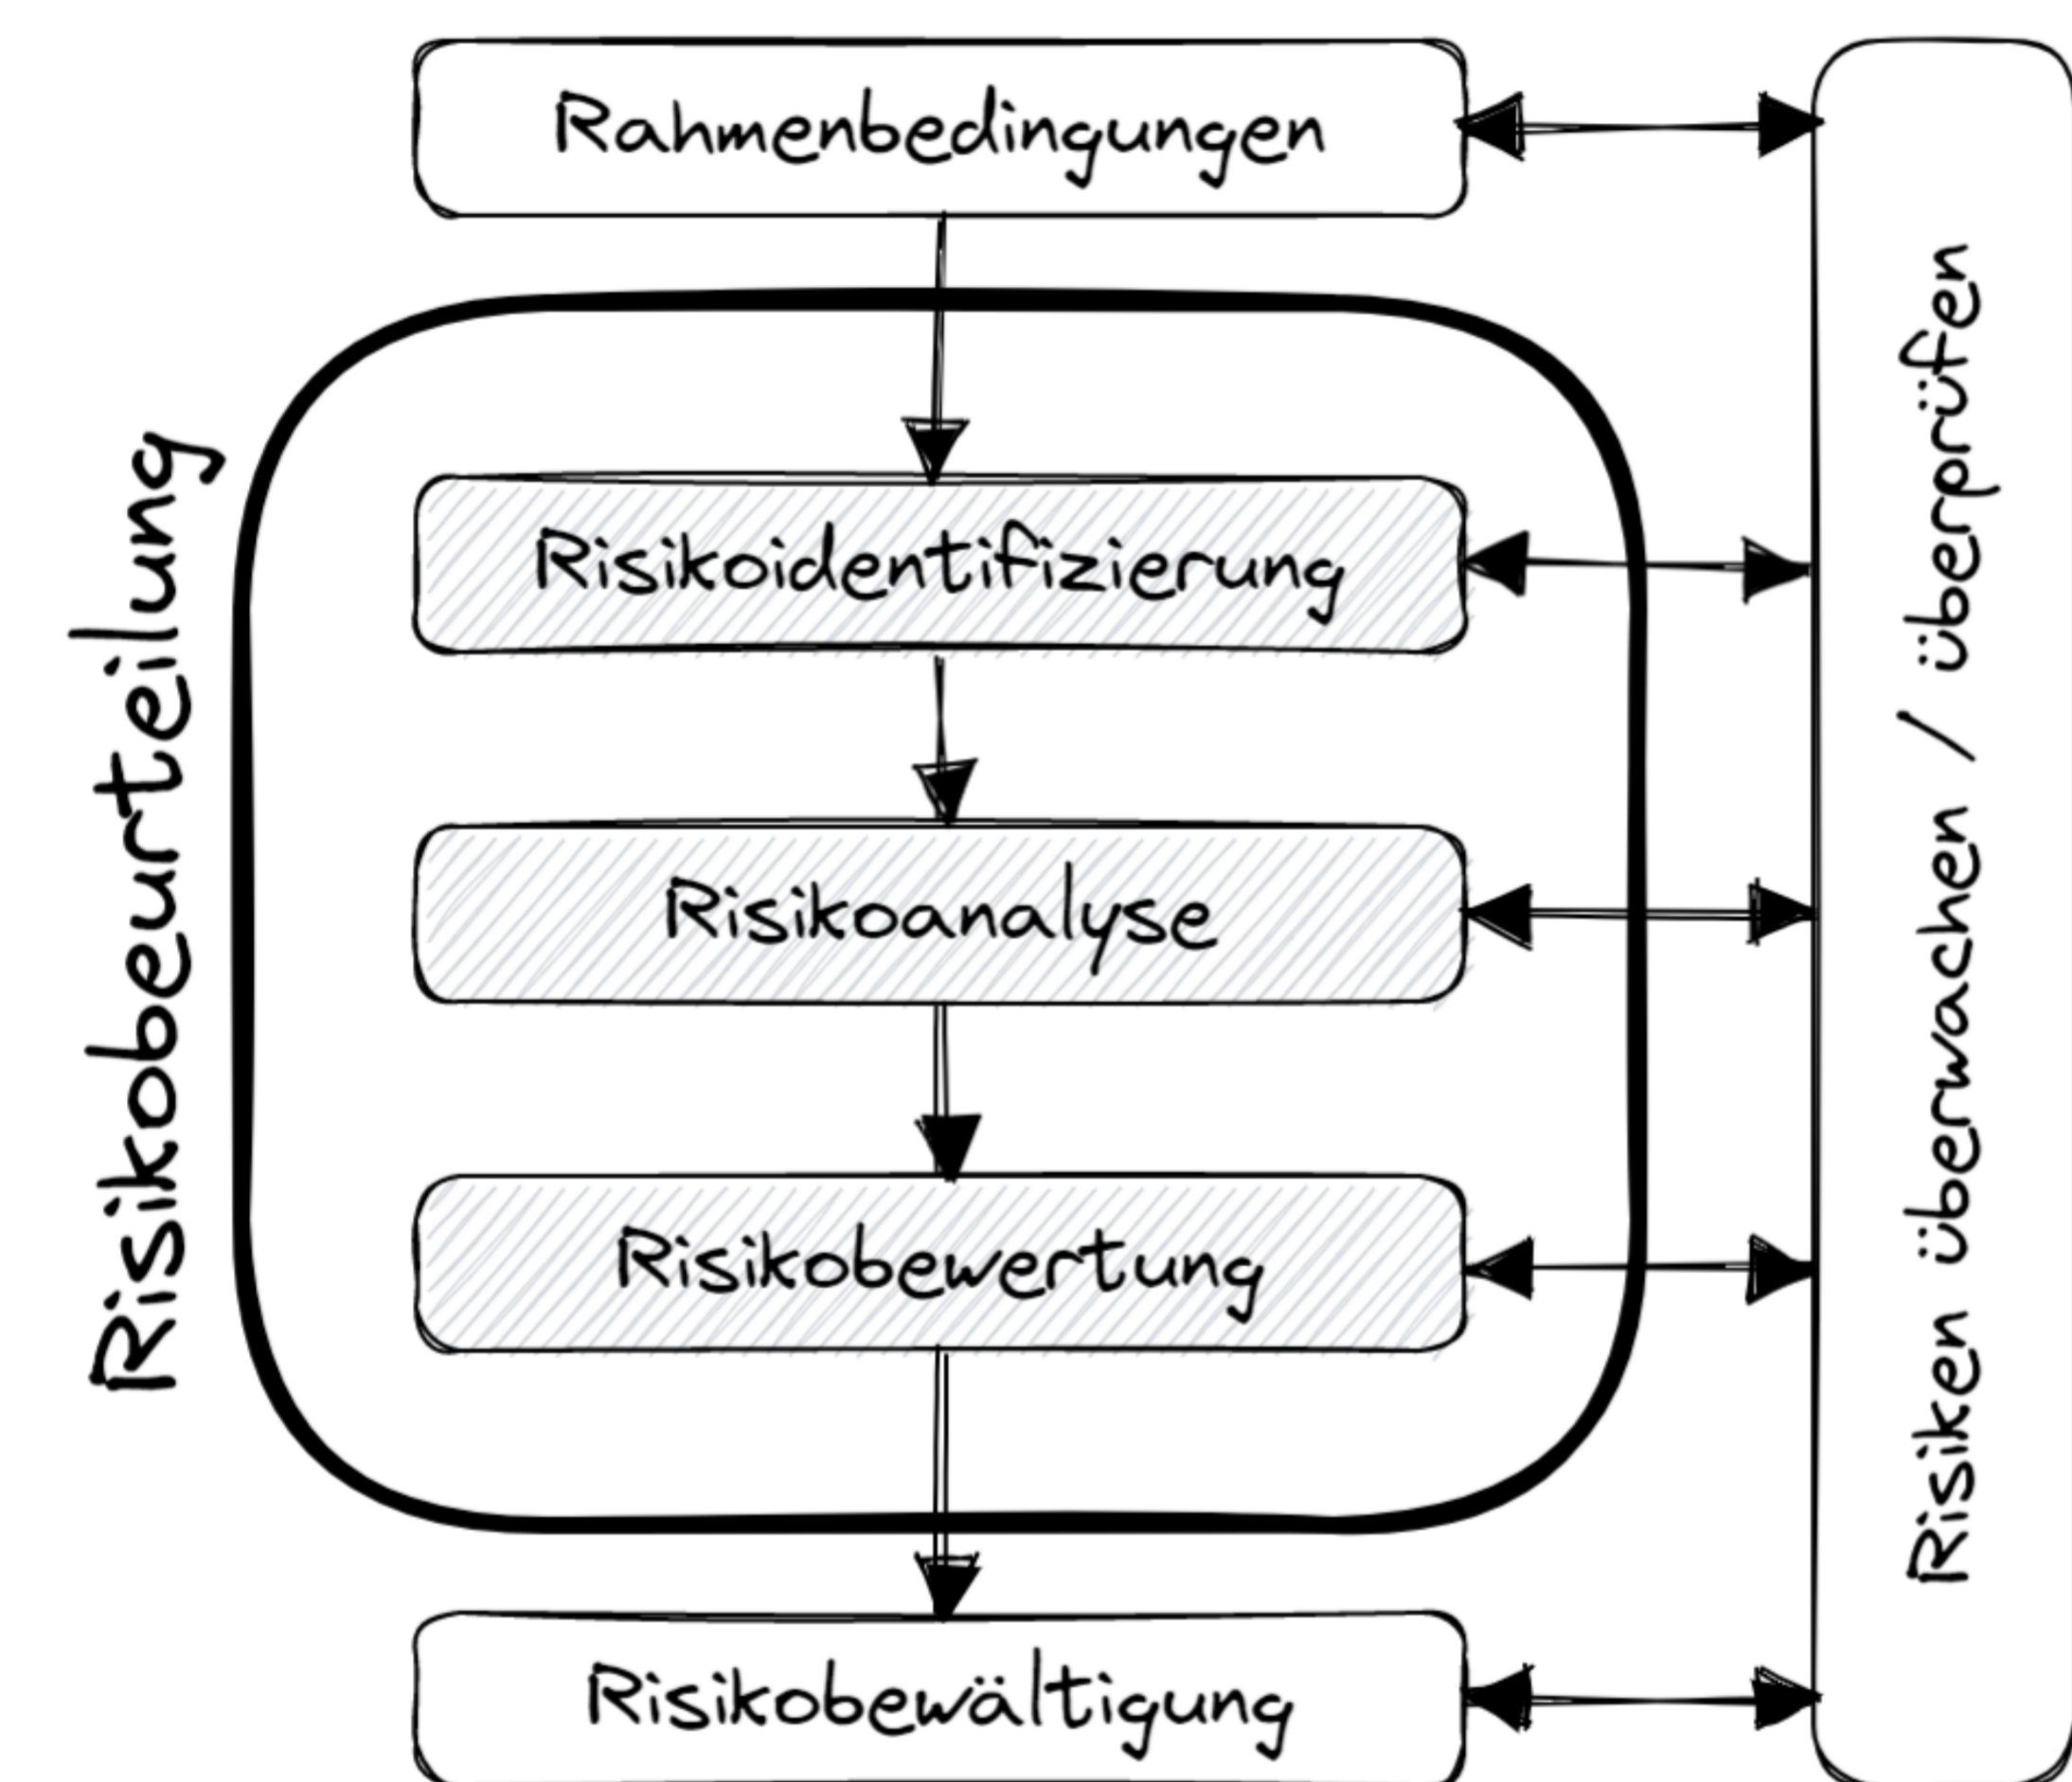 Rahmenbedingungen
Risikobeurteilung
Risikoidentifizierung
Risikoanalyse
Risikobewertung
Risikobewältigung
Risiken überwachen / überprüfen